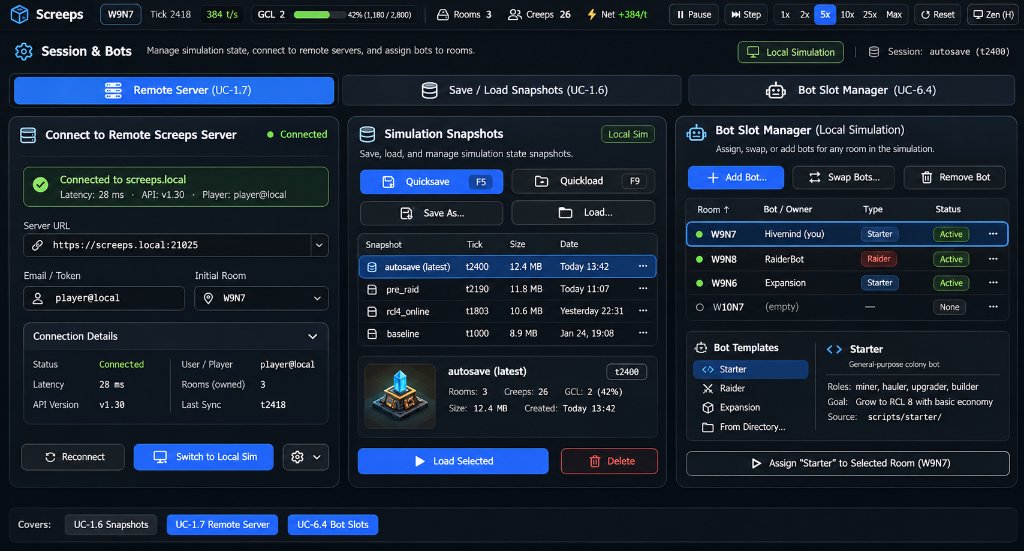 Screeps W9N7 Tick 2418 384 t/s GCL 2 42% (1,180 / 2,800) Rooms 3 Creeps 26 Net +384/t Pause Step 1x 2x 5x 10x 25x Max Reset Zen (H)
Session & Bots Manage simulation state, connect to remote servers, and assign bots to rooms. Local Simulation Session: autosave (t2400)
Remote Server (UC-1.7) Save / Load Snapshots (UC-1.6) Bot Slot Manager (UC-6.4)
Connect to Remote Screeps Server Connected
Connected to screeps.local
Latency: 28 ms · API: v1.30 · Player: player@local
Server URL
https://screeps.local:21025
Email / Token Initial Room
player@local W9N7
Connection Details
Status Connected User / Player player@local
Latency 28 ms Rooms (owned) 3
API Version v1.30 Last Sync t2418
Reconnect Switch to Local Sim
Simulation Snapshots Local Sim
Save, load, and manage simulation state snapshots.
Quicksave F5 Quickload F9
Save As... Load...
Snapshot Tick Size Date
autosave (latest) t2400 12.4 MB Today 13:42 ...
pre_raid t2190 11.8 MB Today 11:07 ...
rcl4_online t1803 10.6 MB Yesterday 22:31 ...
baseline t1000 8.9 MB Jan 24, 19:08 ...
autosave (latest) t2400
Rooms: 3 Creeps: 26 GCL: 2 (42%)
Size: 12.4 MB Created: Today 13:42
Load Selected Delete
Bot Slot Manager (Local Simulation)
Assign, swap, or add bots for any room in the simulation.
Add Bot... Swap Bots... Remove Bot
Room ↑ Bot / Owner Type Status
W9N7 Hivemind (you) Starter Active ...
W9N8 RaiderBot Raider Active ...
W9N6 Expansion Starter Active ...
W10N7 (empty) — None ...
Bot Templates
Starter
Raider
Expansion
From Directory...
Starter
General-purpose colony bot
Roles: miner, hauler, upgrader, builder
Goal: Grow to RCL 8 with basic economy
Source: scripts/starter/
Assign "Starter" to Selected Room (W9N7)
Covers: UC-1.6 Snapshots UC-1.7 Remote Server UC-6.4 Bot Slots